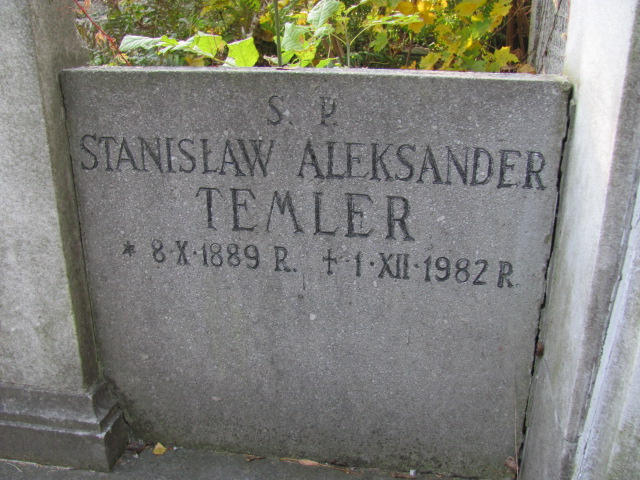 S. P.
STANISŁAW ALEKSANDER
TEMLER
* 8·X·1889 R. + 1·XII·1982 R.